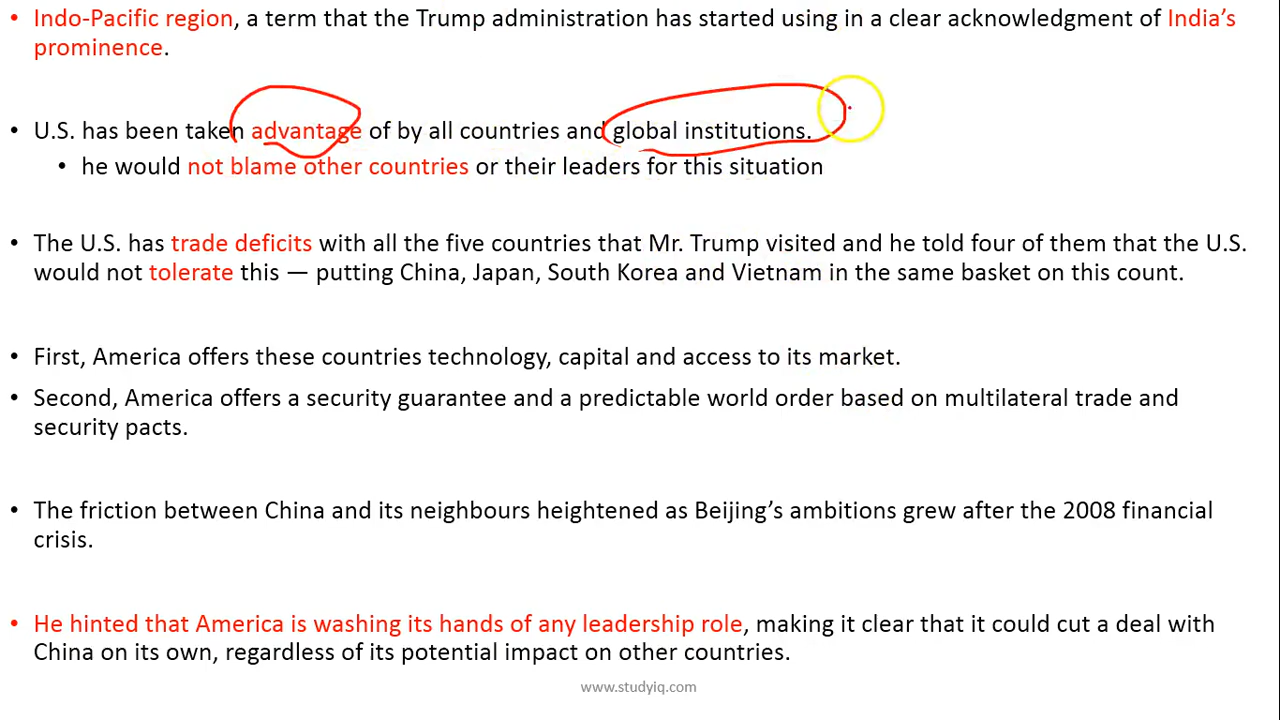 • Indo-Pacific region, a term that the Trump administration has started using in a clear acknowledgment of India’s
prominence.
• U.S. has been taken advantage of by all countries and global institutions.
• he would not blame other countries or their leaders for this situation
• The U.S. has trade deficits with all the five countries that Mr. Trump visited and he told four of them that the U.S.
would not tolerate this — putting China, Japan, South Korea and Vietnam in the same basket on this count.
• First, America offers these countries technology, capital and access to its market.
• Second, America offers a security guarantee and a predictable world order based on multilateral trade and
security pacts.
• The friction between China and its neighbours heightened as Beijing’s ambitions grew after the 2008 financial
crisis.
• He hinted that America is washing its hands of any leadership role, making it clear that it could cut a deal with
China on its own, regardless of its potential impact on other countries.
www.studyiq.com